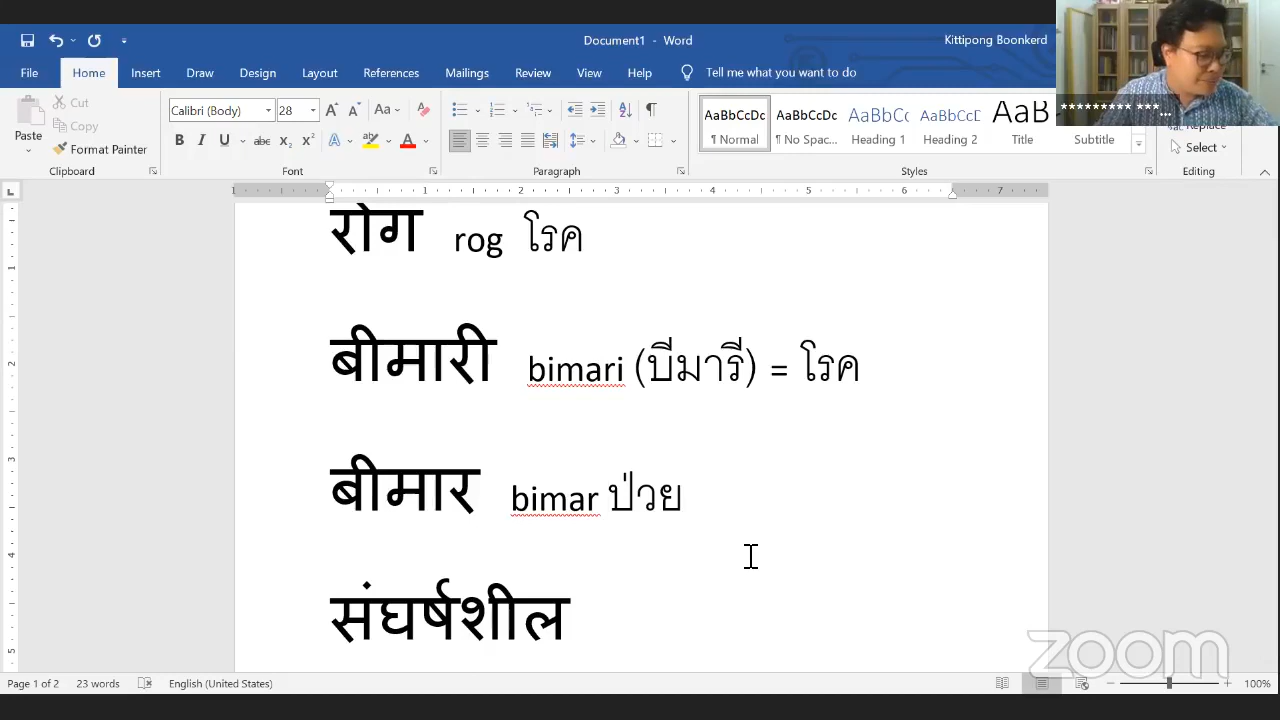 Document1 - Word
Kittipong Boonkerd
File Home Insert Draw Design Layout References Mailings Review View Help Tell me what you want to do
********* ***
Cut
Copy
Format Painter
Paste
Calibri (Body) 28
AaBbCcDc AaBbCcDc AaBbCc AaBbCcD AaB AaBbCcD
¶ Normal ¶ No Spac... Heading 1 Heading 2 Title Subtitle
Replace
Select
Clipboard Font Paragraph Styles Editing
रोग rog โรค
बीमारी bimari (บีมารี) = โรค
बीमार bimar ป่วย
संघर्षशील
zoom
Page 1 of 2 23 words English (United States) 100%